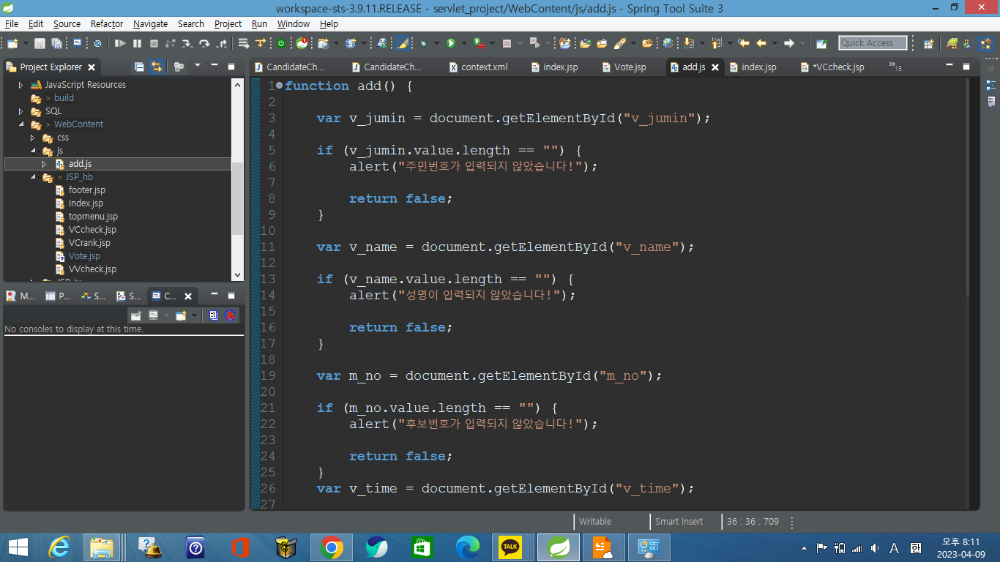 workspace-sts-3.9.11.RELEASE - servlet_project/WebContent/js/add.js - Spring Tool Suite 3
File Edit Source Refactor Navigate Search Project Run Window Help
Quick Access
Project Explorer
CandidateCh... CandidateCh... context.xml index.jsp Vote.jsp add.js index.jsp *VCcheck.jsp »15
JavaScript Resources
> build
SQL
> WebContent
css
js
add.js
> JSP_hb
footer.jsp
index.jsp
topmenu.jsp
VCcheck.jsp
VCrank.jsp
Vote.jsp
VVcheck.jsp
M... P... S... S... C...
No consoles to display at this time.
1 function add() {
2
3 var v_jumin = document.getElementById("v_jumin");
4
5 if (v_jumin.value.length == "") {
6 alert("주민번호가 입력되지 않았습니다!");
7
8 return false;
9 }
10
11 var v_name = document.getElementById("v_name");
12
13 if (v_name.value.length == "") {
14 alert("성명이 입력되지 않았습니다!");
15
16 return false;
17 }
18
19 var m_no = document.getElementById("m_no");
20
21 if (m_no.value.length == "") {
22 alert("후보번호가 입력되지 않았습니다!");
23
24 return false;
25 }
26 var v_time = document.getElementById("v_time");
27
Writable Smart Insert 36 : 36 : 709
TALK
A 한
오후 8:11
2023-04-09